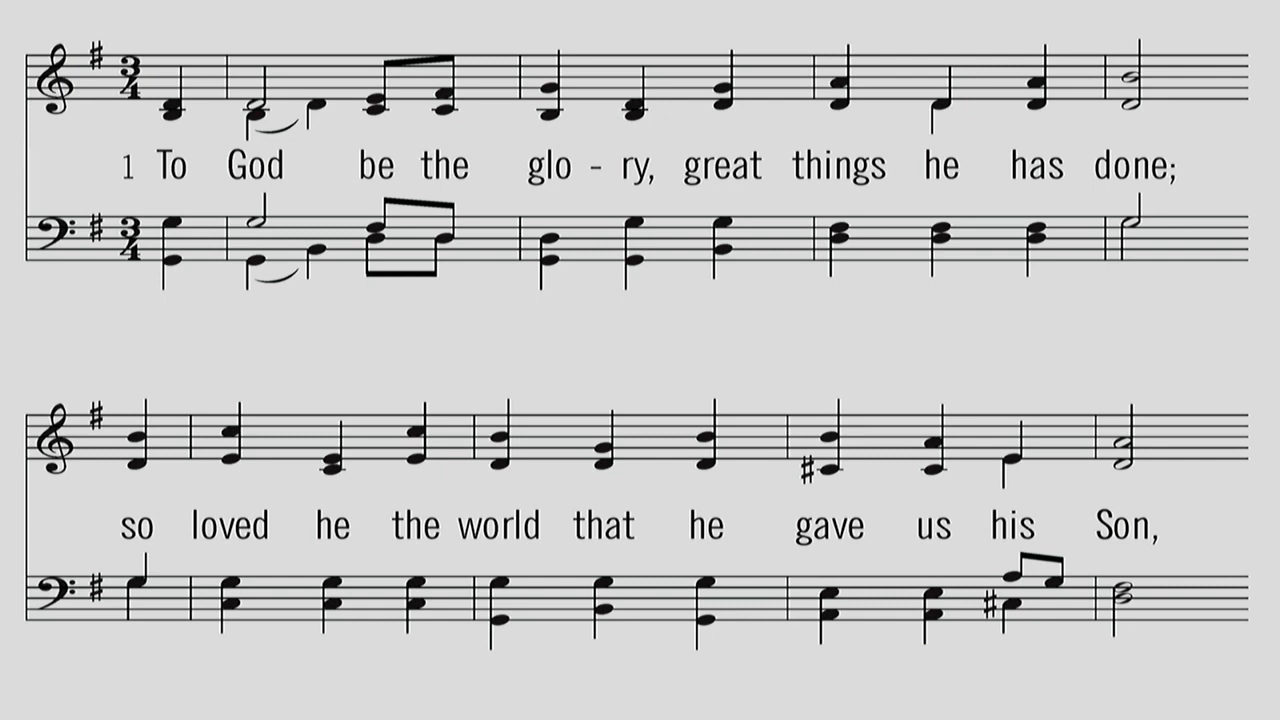 1 To God be the glo - ry, great things he has done;
so loved he the world that he gave us his Son,